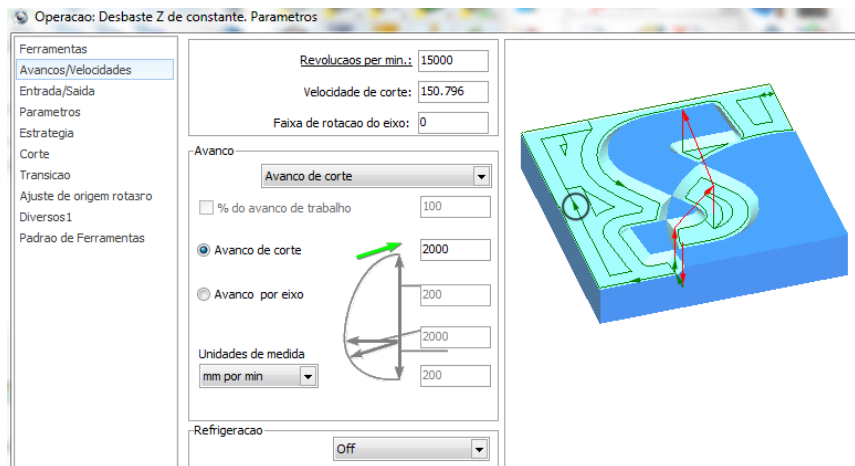 Operacao: Desbaste Z de constante. Parametros
Ferramentas
Avancos/Velocidades
Entrada/Saida
Parametros
Estrategia
Corte
Transicao
Ajuste de origem rotaзro
Diversos1
Padrao de Ferramentas
Revolucaos per min.: 15000
Velocidade de corte: 150.796
Faixa de rotacao do eixo: 0
Avanco
Avanco de corte
% do avanco de trabalho 100
Avanco de corte 2000
Avanco por eixo 200
2000
Unidades de medida
mm por min 200
Refrigeracao
Off